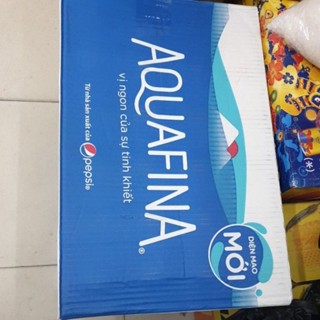 AQUAFINA®
vị ngon của sự tinh khiết
Từ nhà sản xuất của pepsi®
DIỆN MẠO
MỚI
(*)